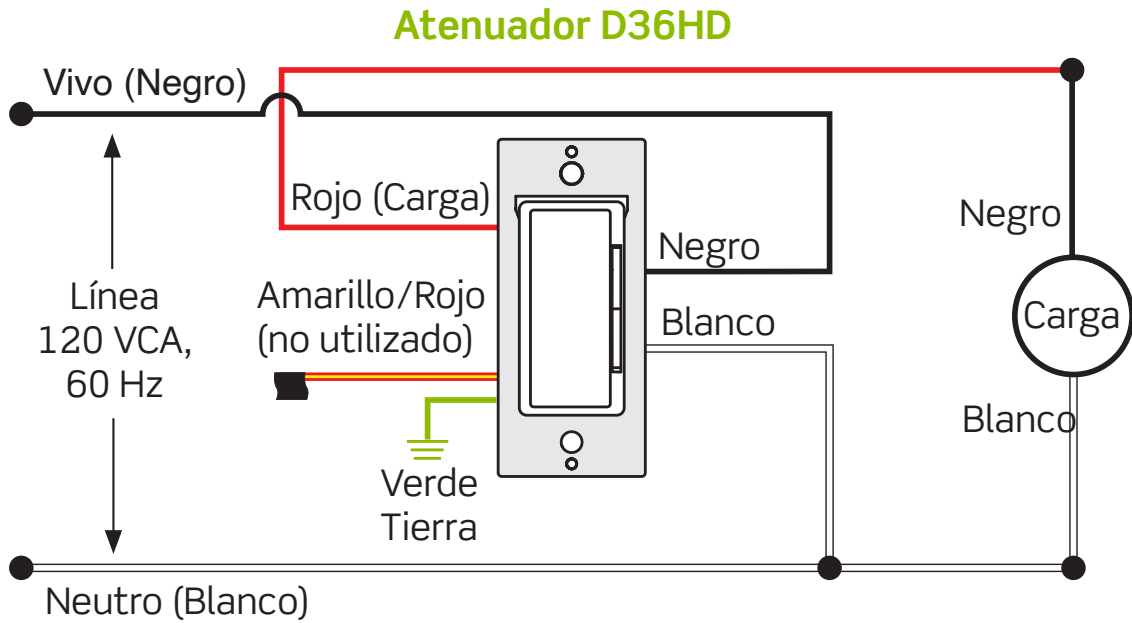 Atenuador D36HD
Vivo (Negro)
Rojo (Carga)
Negro
Negro
Línea
120 VCA,
60 Hz
Amarillo/Rojo
(no utilizado)
Blanco
Carga
Blanco
Verde
Tierra
Neutro (Blanco)